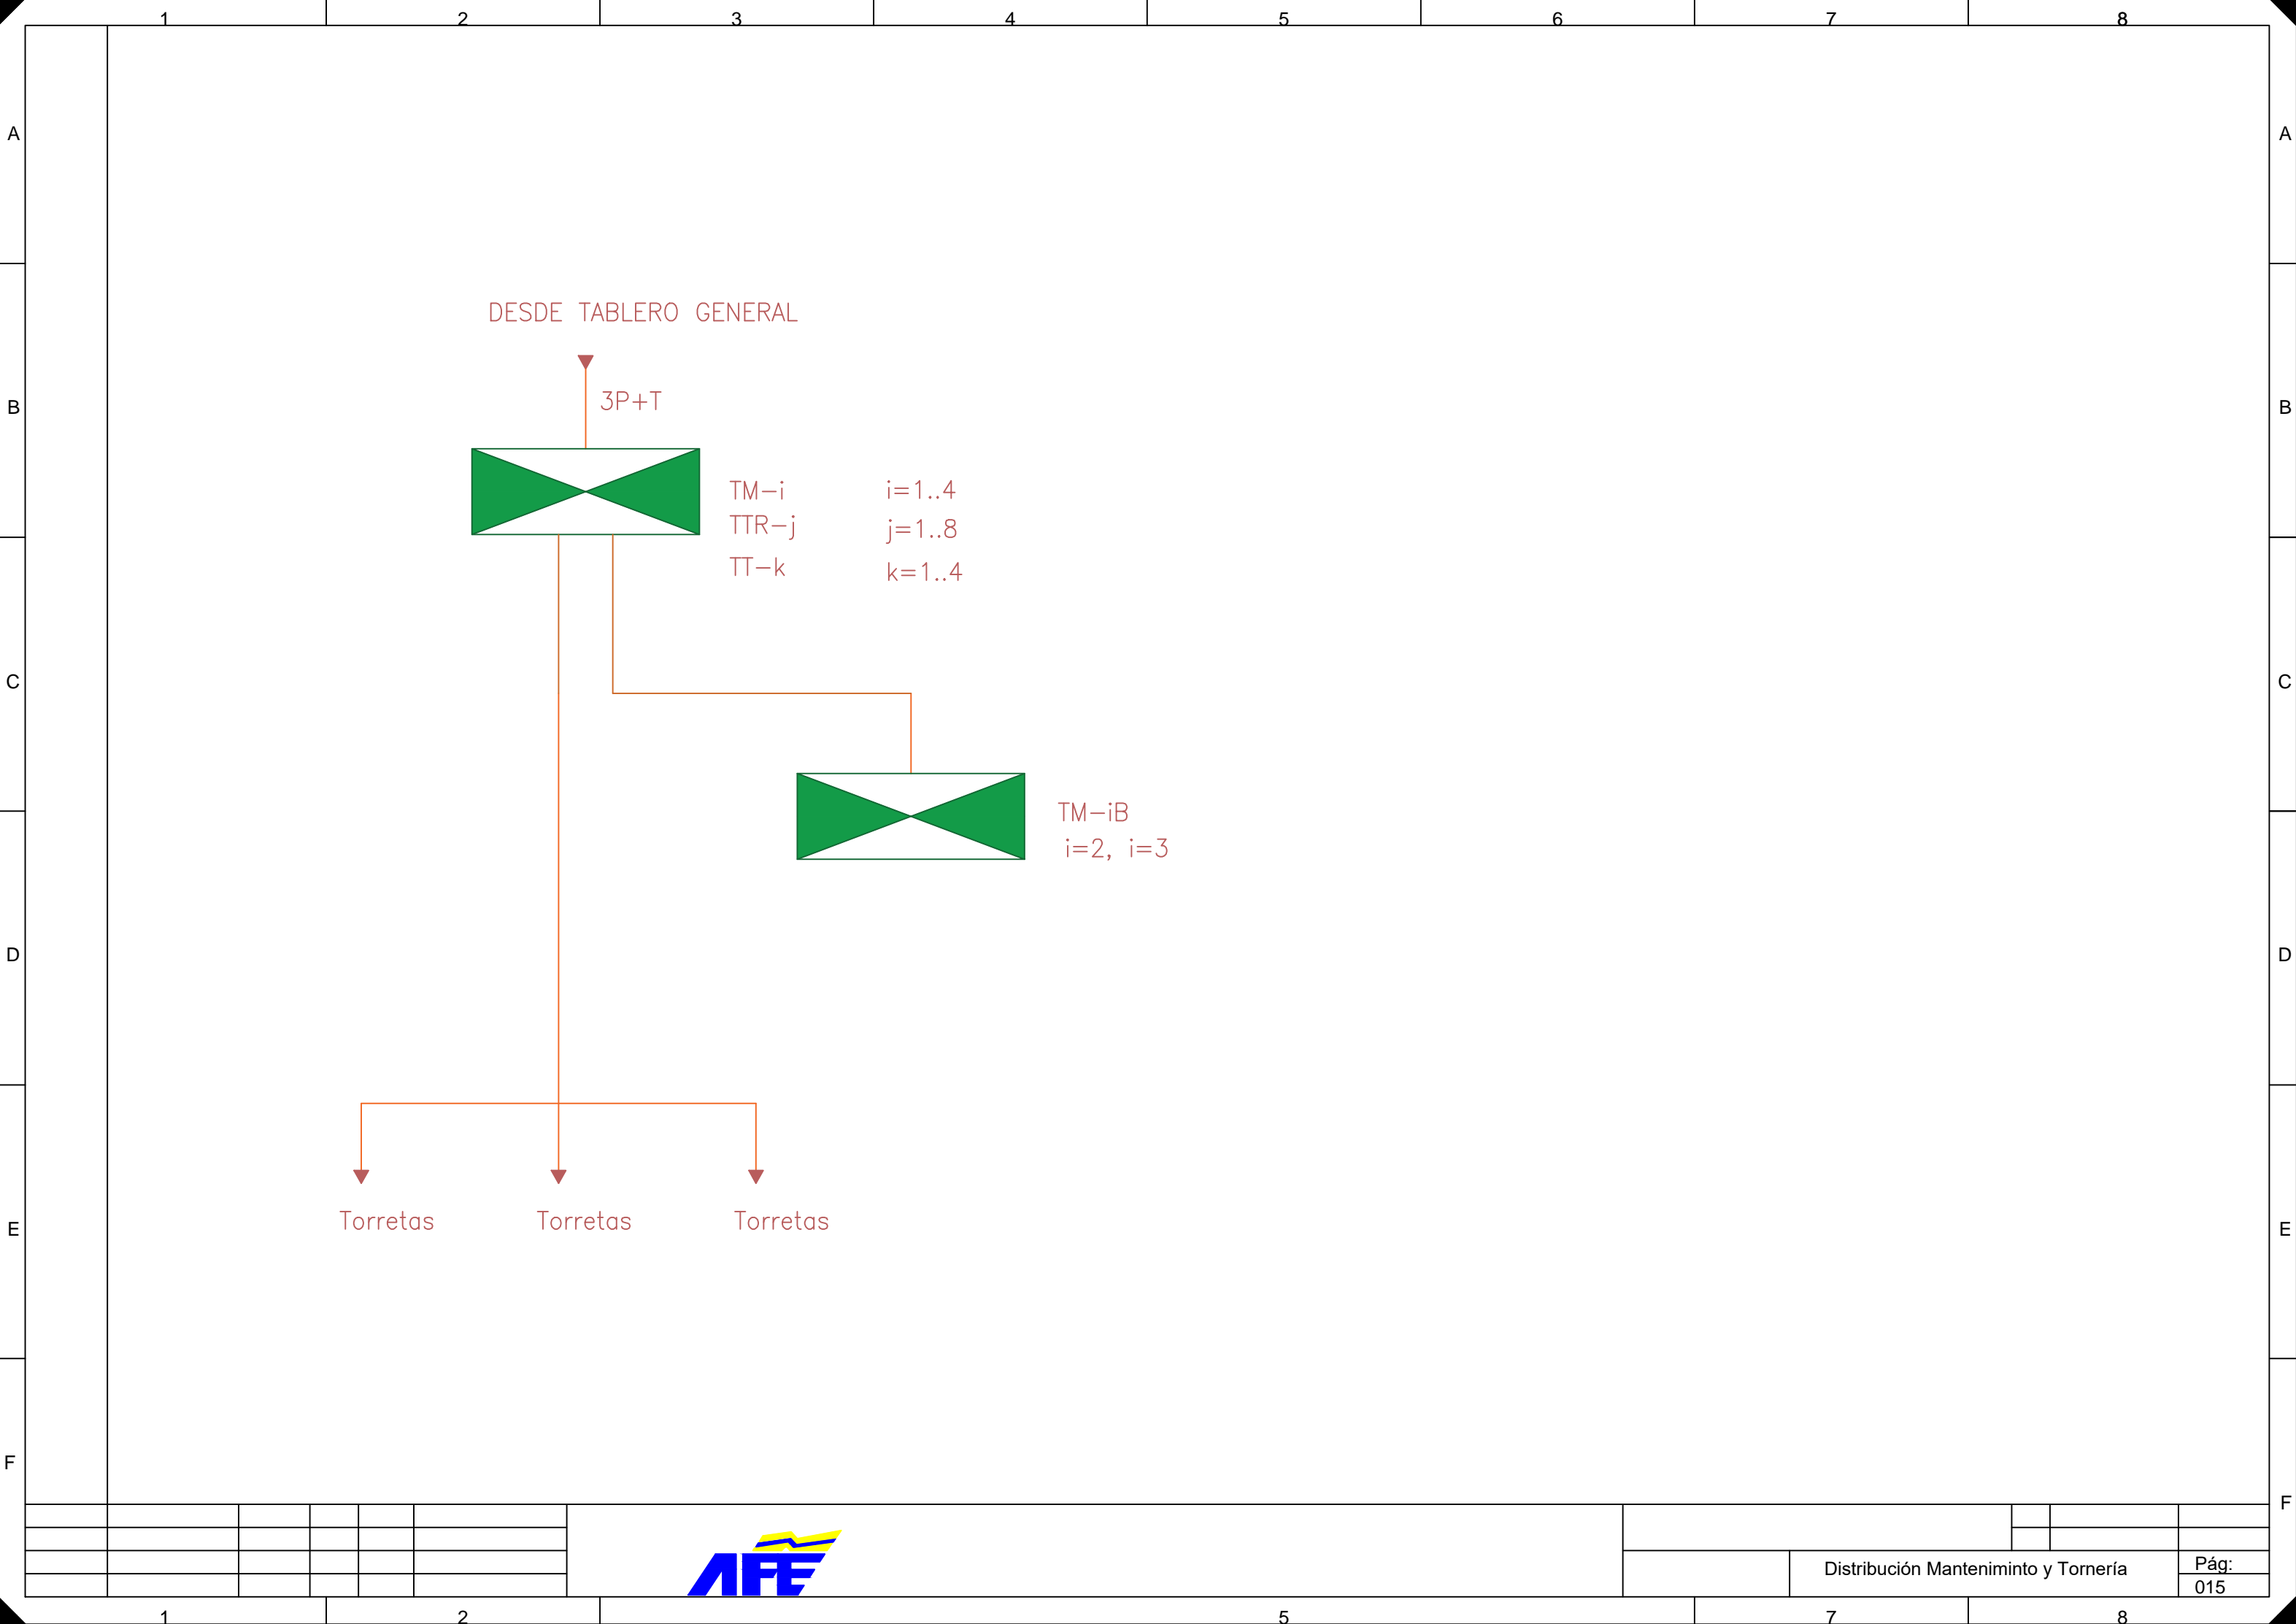 1 2 3 4 5 6 7 8
A A
DESDE TABLERO GENERAL
3P+T
B B
TM-i i=1..4
TTR-j j=1..8
TT-k k=1..4
C C
TM-iB
i=2, i=3
D D
Torretas Torretas Torretas
E E
F F
AFE
Distribución Manteniminto y Tornería
Pág:
015
1 2 5 7 8